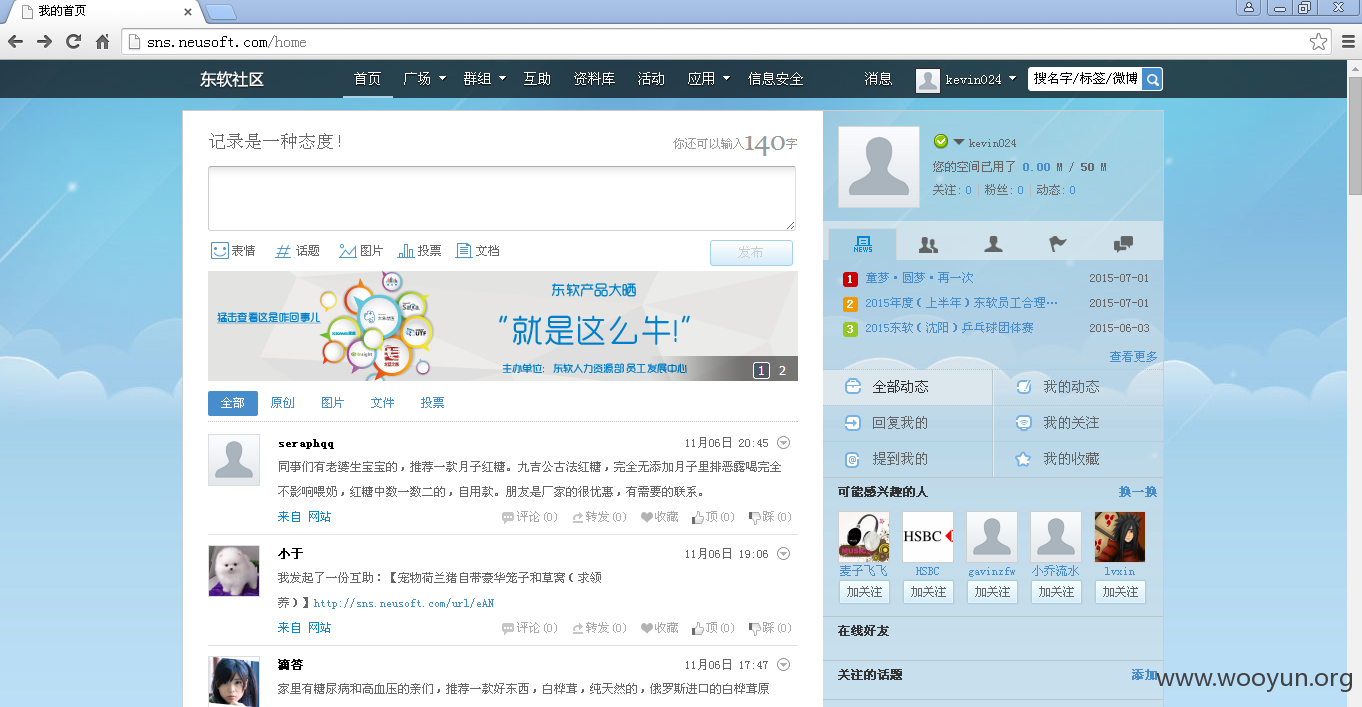 我的首页
sns.neusoft.com/home
东软社区 首页 广场 群组 互助 资料库 活动 应用 信息安全 消息 kevin024 搜名字/标签/微博
记录是一种态度! 你还可以输入140字
表情 话题 图片 投票 文档 发布
猛击查看这是咋回事儿
东软产品大晒
“就是这么牛!”
主办单位: 东软人力资源部员工发展中心
1 2
全部 原创 图片 文件 投票
seraphqq 11月06日 20:45
同事们有老婆生宝宝的，推荐一款月子红糖。九吉公古法红糖，完全无添加月子里排恶露喝完全
不影响喂奶，红糖中数一数二的，自用款。朋友是厂家的很优惠，有需要的联系。
来自 网站 评论(0) 转发(0) 收藏 顶(0) 踩(0)
小于 11月06日 19:06
我发起了一份互助:【宠物荷兰猪自带豪华笼子和草窝（求领
养）】http://sns.neusoft.com/url/eAN
来自 网站 评论(0) 转发(0) 收藏 顶(0) 踩(0)
滴答 11月06日 17:47
家里有糖尿病和高血压的亲们，推荐一款好东西，白桦茸，纯天然的，俄罗斯进口的白桦茸原
kevin024
您的空间已用了 0.00 M / 50 M
关注: 0 粉丝: 0 动态: 0
NEWS
1 童梦·圆梦·再一次 2015-07-01
2 2015年度（上半年）东软员工合理… 2015-07-01
3 2015东软（沈阳）乒乓球团体赛 2015-06-03
查看更多
全部动态 我的动态
回复我的 我的关注
提到我的 我的收藏
可能感兴趣的人 换一换
MUSIC HSBC
麦子飞飞 HSBC gavinzfw 小乔流水 lvxin
加关注 加关注 加关注 加关注 加关注
在线好友
关注的话题 添加
www.wooyun.org